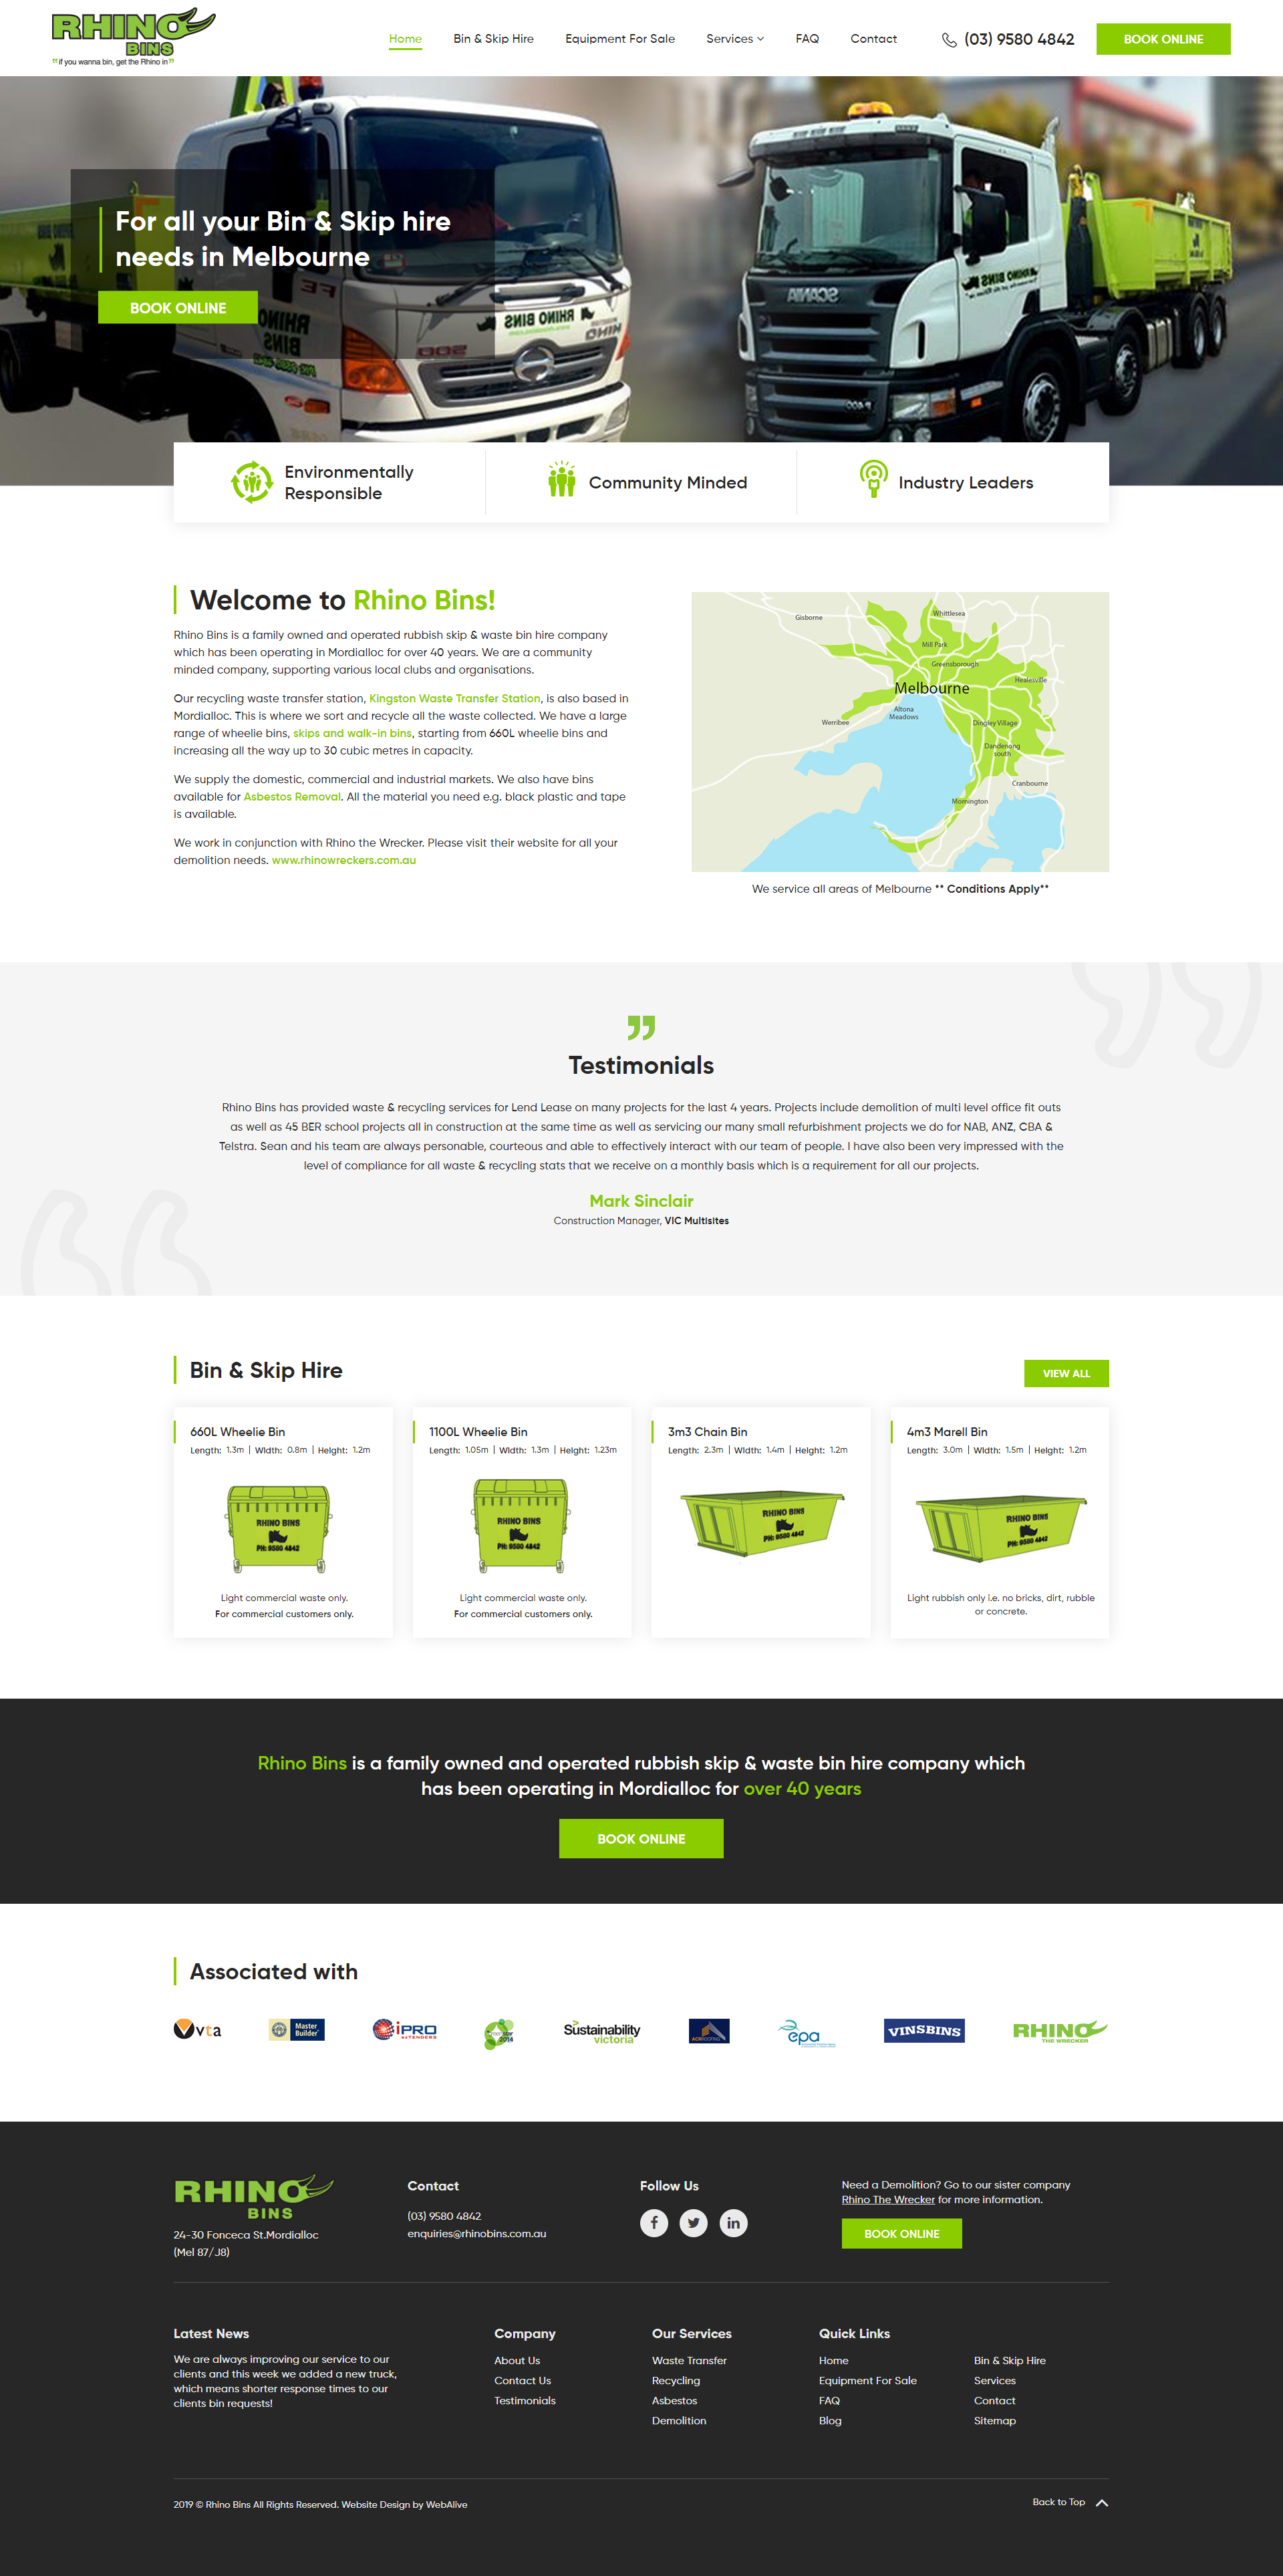 RHINO
BINS
"if you wanna bin, get the Rhino in"
Home
Bin & Skip Hire
Equipment For Sale
Services
FAQ
Contact
(03) 9580 4842
BOOK ONLINE
For all your Bin & Skip hire
needs in Melbourne
BOOK ONLINE
RHINO BINS
HINO
SCANIA
RHINO BINS
Environmentally
Responsible
Community Minded
Industry Leaders
Welcome to Rhino Bins!
Rhino Bins is a family owned and operated rubbish skip & waste bin hire company
which has been operating in Mordialloc for over 40 years. We are a community
minded company, supporting various local clubs and organisations.
Our recycling waste transfer station, Kingston Waste Transfer Station, is also based in
Mordialloc. This is where we sort and recycle all the waste collected. We have a large
range of wheelie bins, skips and walk-in bins, starting from 660L wheelie bins and
increasing all the way up to 30 cubic metres in capacity.
We supply the domestic, commercial and industrial markets. We also have bins
available for Asbestos Removal. All the material you need e.g. black plastic and tape
is available.
We work in conjunction with Rhino the Wrecker. Please visit their website for all your
demolition needs. www.rhinowreckers.com.au
Gisborne
Whittlesea
Mill Park
Greensborough
Healesville
Melbourne
Altona
Meadows
Werribee
Dingley Village
Dandenong
south
Cranbourne
Mornington
We service all areas of Melbourne ** Conditions Apply**
Testimonials
Rhino Bins has provided waste & recycling services for Lend Lease on many projects for the last 4 years. Projects include demolition of multi level office fit outs
as well as 45 BER school projects all in construction at the same time as well as servicing our many small refurbishment projects we do for NAB, ANZ, CBA &
Telstra. Sean and his team are always personable, courteous and able to effectively interact with our team of people. I have also been very impressed with the
level of compliance for all waste & recycling stats that we receive on a monthly basis which is a requirement for all our projects.
Mark Sinclair
Construction Manager, VIC Multisites
Bin & Skip Hire
VIEW ALL
660L Wheelie Bin
Length: 1.3m | Width: 0.8m | Height: 1.2m
RHINO BINS
PH: 9580 4842
Light commercial waste only.
For commercial customers only.
1100L Wheelie Bin
Length: 1.05m | Width: 1.3m | Height: 1.23m
RHINO BINS
PH: 9580 4842
Light commercial waste only.
For commercial customers only.
3m3 Chain Bin
Length: 2.3m | Width: 1.4m | Height: 1.2m
RHINO BINS
PH: 9580 4842
4m3 Marell Bin
Length: 3.0m | Width: 1.5m | Height: 1.2m
RHINO BINS
PH: 9580 4842
Light rubbish only i.e. no bricks, dirt, rubble
or concrete.
Rhino Bins is a family owned and operated rubbish skip & waste bin hire company which
has been operating in Mordialloc for over 40 years
BOOK ONLINE
Associated with
vta
Master
Builder
iPRO
XTENDERS
2014
Sustainability
victoria
ACR ROOFING
epa
VINSBINS
RHINO
THE WRECKER
RHINO
BINS
24-30 Fonceca St.Mordialloc
(Mel 87/J8)
Contact
(03) 9580 4842
enquiries@rhinobins.com.au
Follow Us
Need a Demolition? Go to our sister company
Rhino The Wrecker for more information.
BOOK ONLINE
Latest News
We are always improving our service to our
clients and this week we added a new truck,
which means shorter response times to our
clients bin requests!
Company
About Us
Contact Us
Testimonials
Our Services
Waste Transfer
Recycling
Asbestos
Demolition
Quick Links
Home
Equipment For Sale
FAQ
Blog
Bin & Skip Hire
Services
Contact
Sitemap
2019 © Rhino Bins All Rights Reserved. Website Design by WebAlive
Back to Top